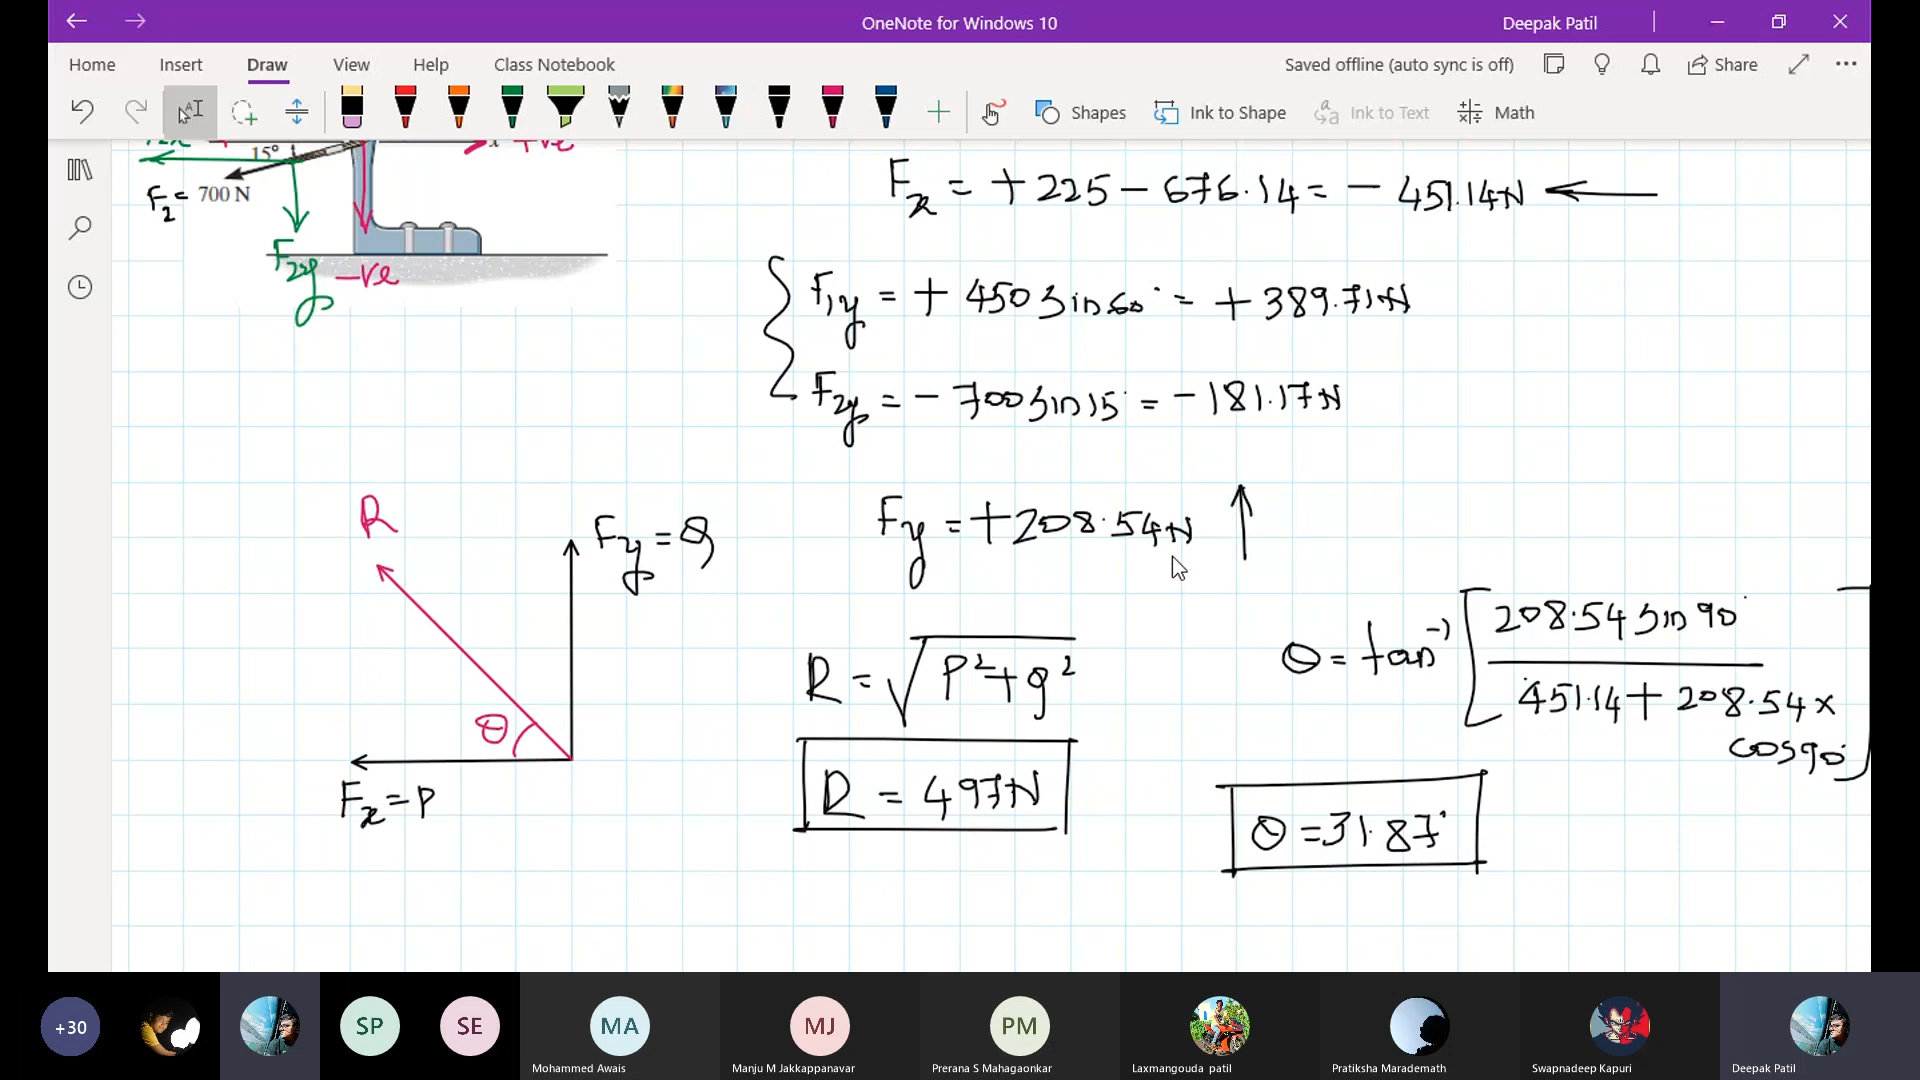 OneNote for Windows 10
Deepak Patil
Home Insert Draw View Help Class Notebook
Saved offline (auto sync is off) Share
Shapes Ink to Shape Ink to Text Math
15° x +ve
F₂ = 700 N
F₂y -ve
Fx = +225 - 676.14 = - 451.14N
F₁y = + 450 sin 60° = + 389.71N
F₂y = - 700 sin 15° = - 181.17N
R
Fy = Q
Fy = +208.54N
θ
Fx = P
R = √P²+Q²
R = 497N
θ = tan⁻¹ [208.54 sin 90°
451.14 + 208.54 x
cos 90°]
θ = 31.87°
+30
SP
SE
MA
MJ
PM
Mohammed Awais
Manju M Jakkappanavar
Prerana S Mahagaonkar
Laxmangouda patil
Pratiksha Marademath
Swapnadeep Kapuri
Deepak Patil